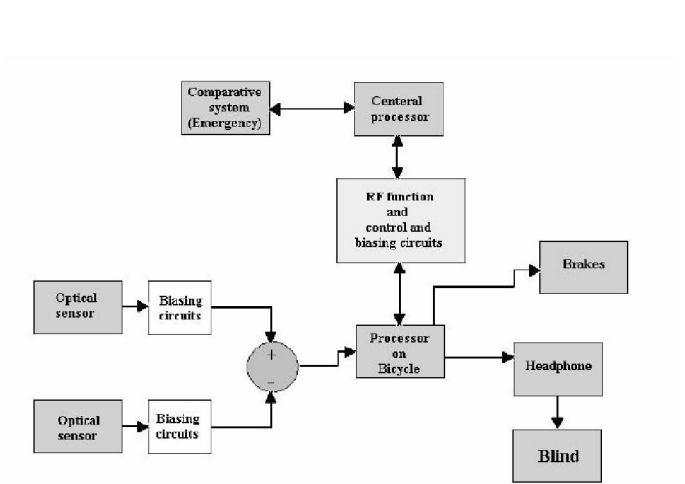 Comparative
system
(Emergency)
Centeral
processor
RF function
and
control and
biasing circuits
Brakes
Optical
sensor
Biasing
circuits
+
−
Processor
on
Bicycle
Headphone
Optical
sensor
Biasing
circuits
Blind